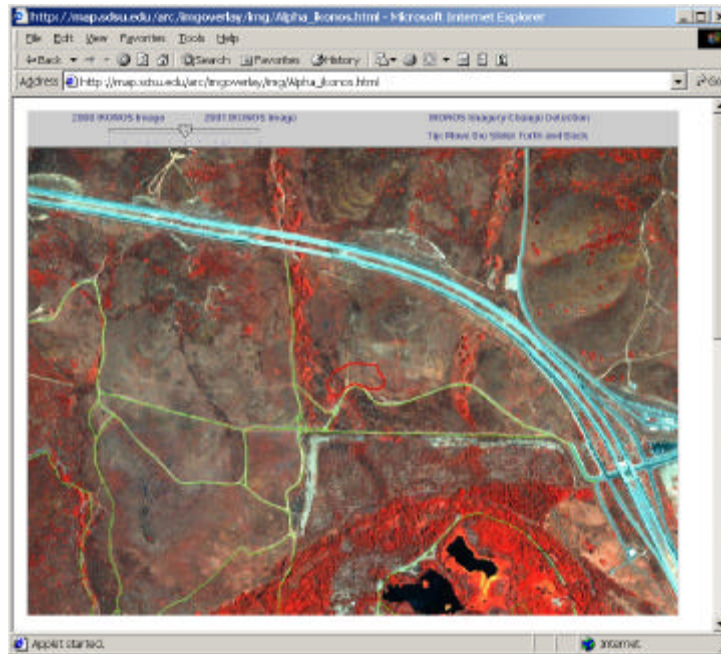 http://map.sdsu.edu/arc/imgoverlay/img/Alpha_Ikonos.html - Microsoft Internet Explorer
File Edit View Favorites Tools Help
Back Search Favorites History
Address http://map.sdsu.edu/arc/imgoverlay/img/Alpha_Ikonos.html Go
2000 IKONOS Image 2001 IKONOS Image IKONOS Imagery Change Detection
Tip: Move the Slider Forth and Back
Applet started. Internet